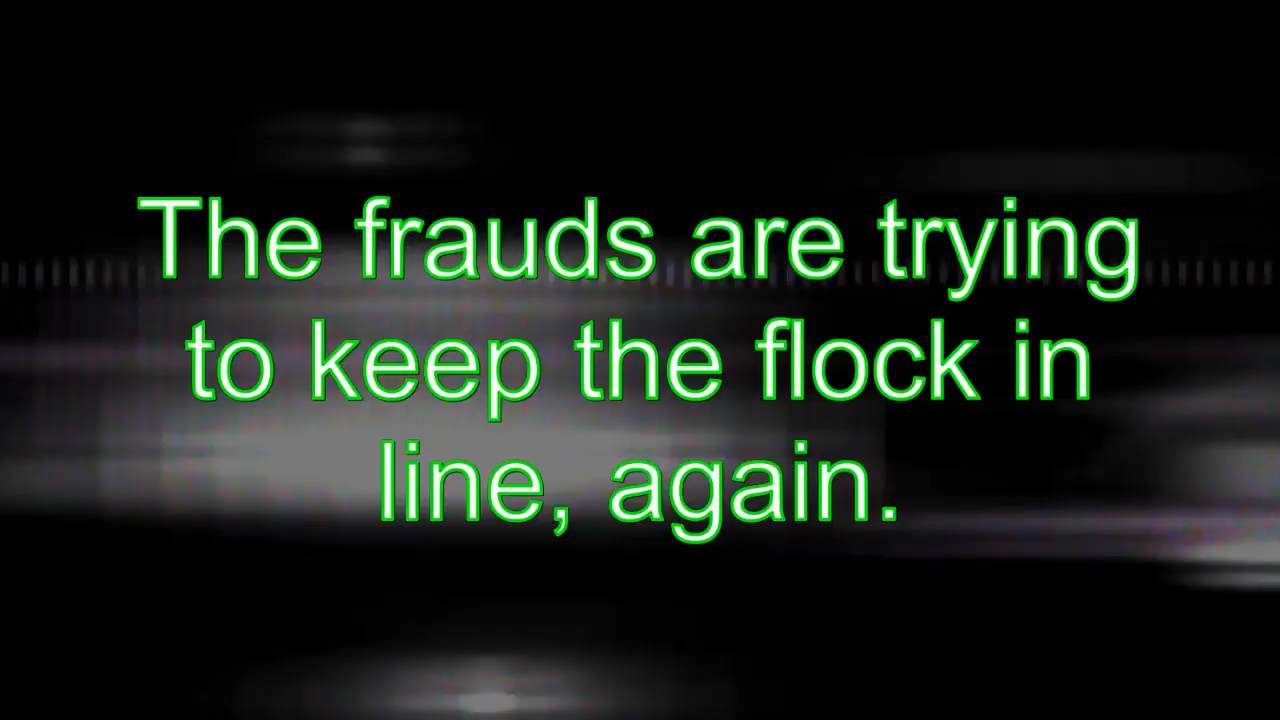 The frauds are trying
to keep the flock in
line, again.